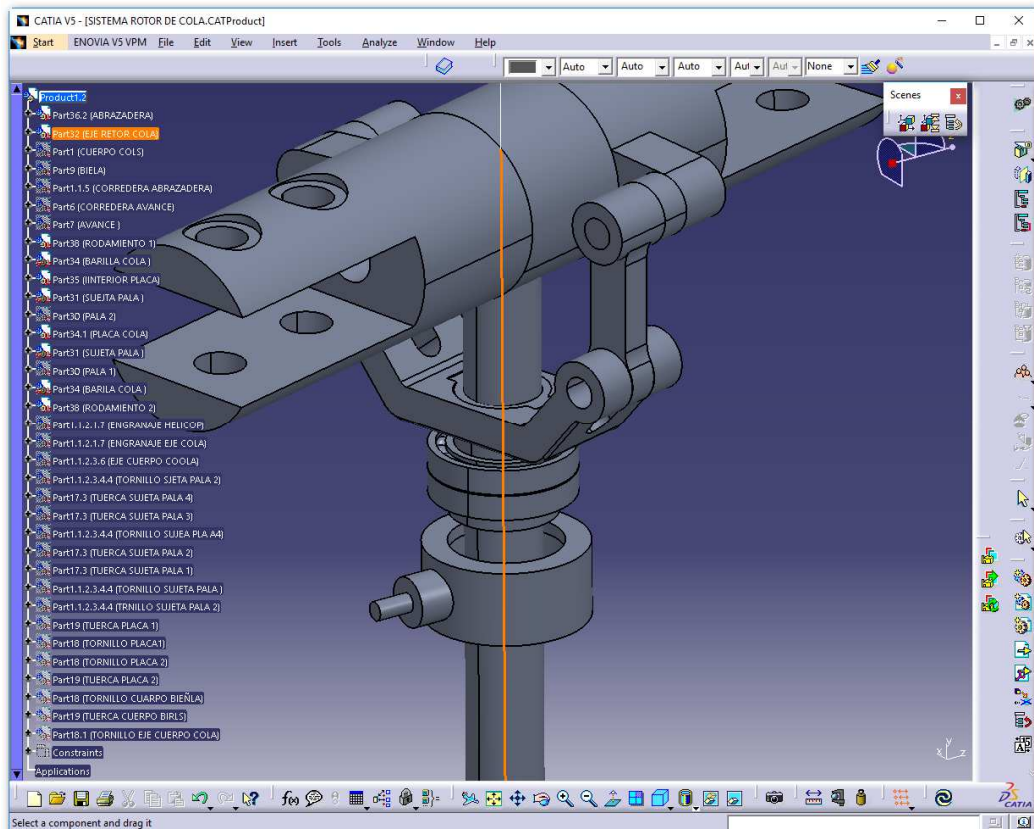 CATIA V5 - [SISTEMA ROTOR DE COLA.CATProduct]
Start ENOVIA V5 VPM File Edit View Insert Tools Analyze Window Help
Auto Auto Auto Aut Aut None
Scenes
Product1.2
Part36.2 (ABRAZADERA)
Part32 (EJE RETOR COLA)
Part1 (CUERPO COLS)
Part9 (BIELA)
Part1.1.5 (CORREDERA ABRAZADERA)
Part6 (CORREDERA AVANCE)
Part7 (AVANCE )
Part38 (RODAMIENTO 1)
Part34 (BARILLA COLA )
Part35 (INTERIOR PLACA)
Part31 (SUEJTA PALA )
Part30 (PALA 2)
Part34.1 (PLACA COLA)
Part31 (SUJETA PALA )
Part30 (PALA 1)
Part34 (BARILA COLA )
Part38 (RODAMIENTO 2)
Part1.1.2.1.7 (ENGRANAJE HELICOP)
Part1.1.2.1.7 (ENGRANAJE EJE COLA)
Part1.1.2.3.6 (EJE CUERPO COOLA)
Part1.1.2.3.4.4 (TORNILLO SJETA PALA 2)
Part17.3 (TUERCA SUJETA PALA 4)
Part17.3 (TUERCA SUJETA PALA 3)
Part1.1.2.3.4.4 (TORNILLO SUJEA PLA A4)
Part17.3 (TUERCA SUJETA PALA 2)
Part17.3 (TUERCA SUJETA PALA 1)
Part1.1.2.3.4.4 (TORNILLO SUJETA PALA )
Part1.1.2.3.4.4 (TRNILLO SUJETA PALA 2)
Part19 (TUERCA PLACA 1)
Part18 (TORNILLO PLACA1)
Part18 (TORNILLO PLACA 2)
Part19 (TUERCA PLACA 2)
Part18 (TORNILLO CUARPO BIEÑLA)
Part19 (TUERCA CUERPO BIRLS)
Part18.1 (TORNILLO EJE CUERPO COLA)
Constraints
Applications
y
x z
f(x)
CATIA
Select a component and drag it